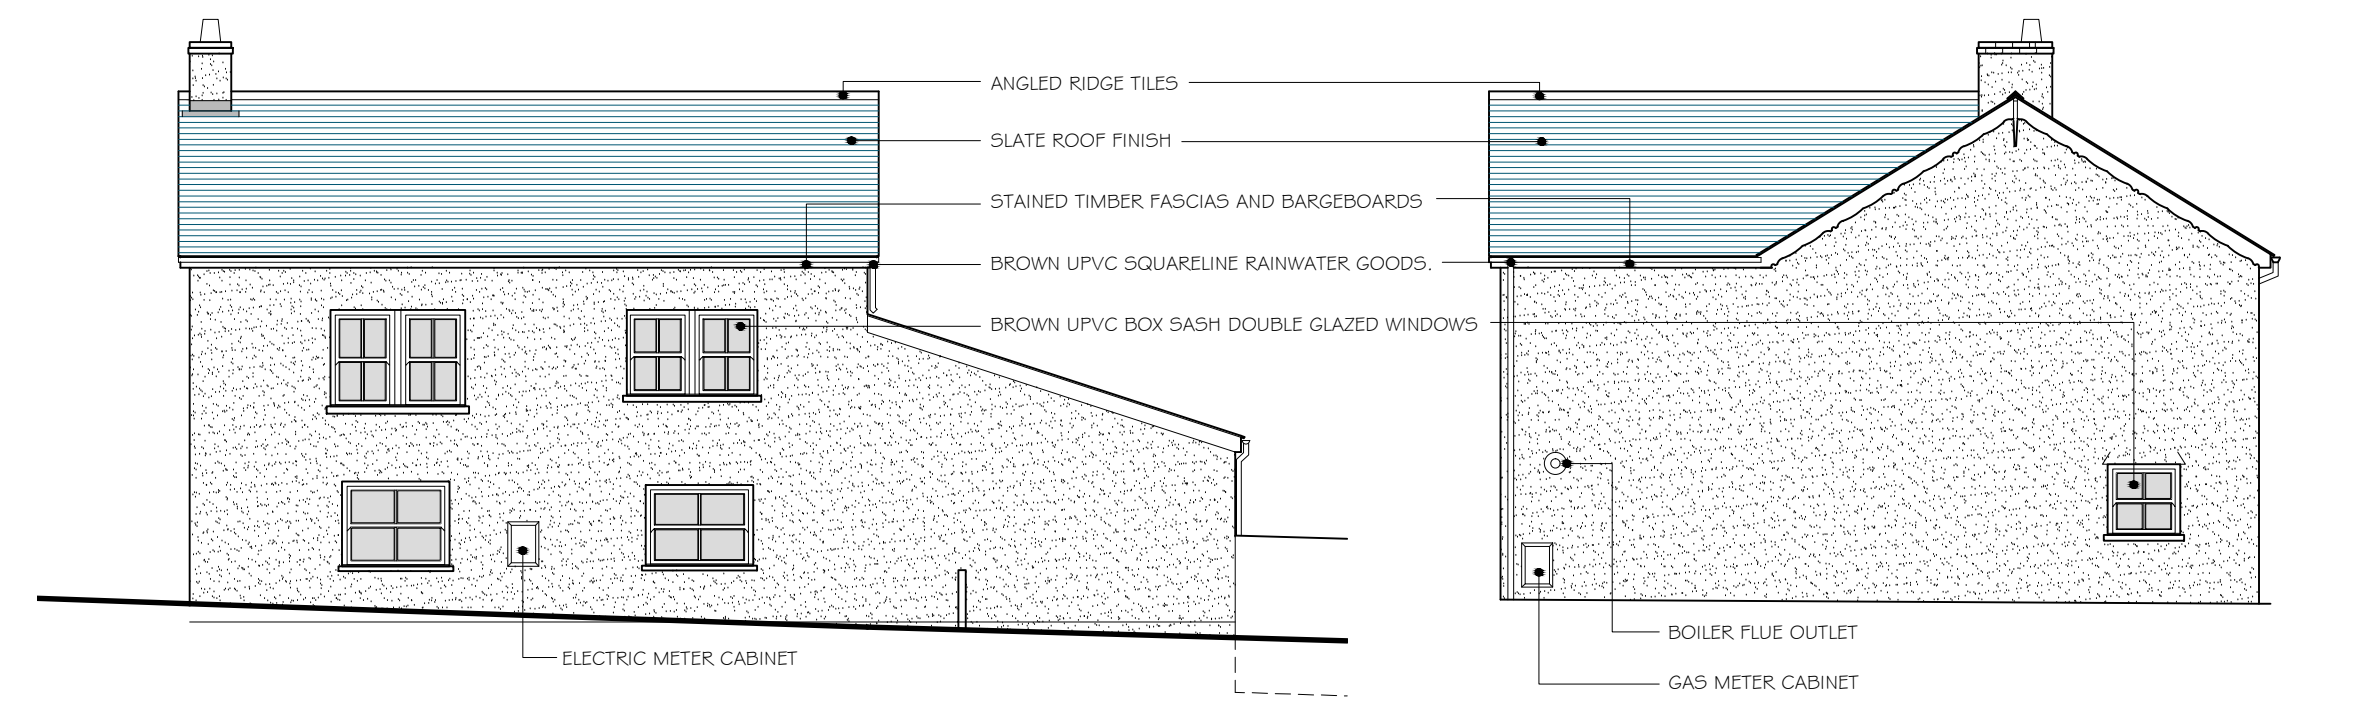 ANGLED RIDGE TILES
SLATE ROOF FINISH
STAINED TIMBER FASCIAS AND BARGEBOARDS
BROWN UPVC SQUARELINE RAINWATER GOODS.
BROWN UPVC BOX SASH DOUBLE GLAZED WINDOWS
ELECTRIC METER CABINET
BOILER FLUE OUTLET
GAS METER CABINET